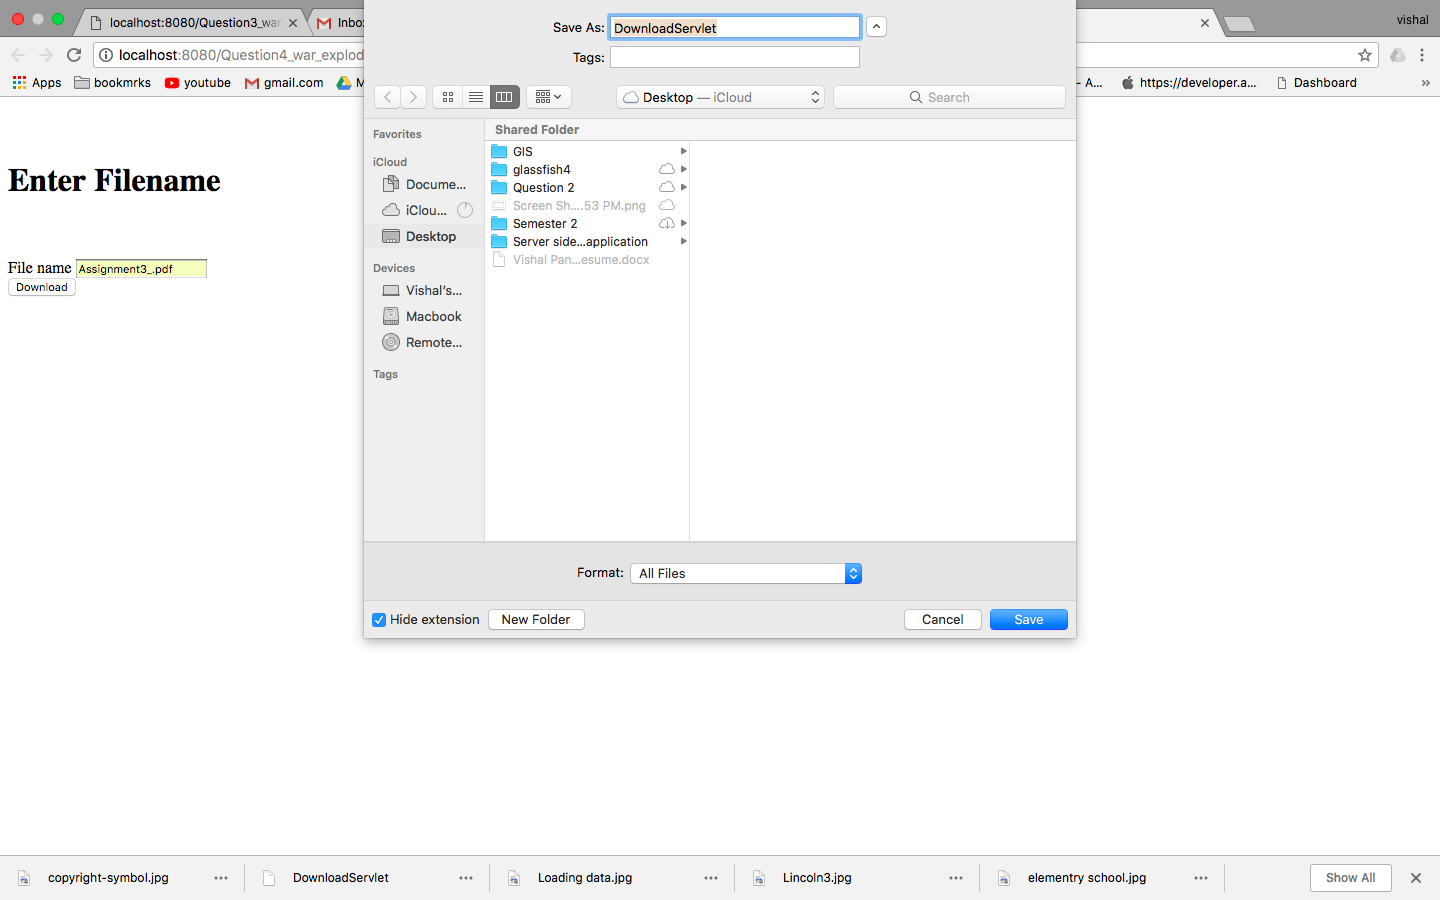 localhost:8080/Question3_war
Inbox
vishal
localhost:8080/Question4_war_explod
Apps
bookmrks
youtube
gmail.com
M
- A...
https://developer.a...
Dashboard
»
Save As: DownloadServlet
Tags:
Desktop — iCloud
Search
Favorites
iCloud
Docume...
iClou...
Desktop
Devices
Vishal's...
Macbook
Remote...
Tags
Shared Folder
GIS
glassfish4
Question 2
Screen Sh....53 PM.png
Semester 2
Server side...application
Vishal Pan...esume.docx
Format: All Files
Hide extension
New Folder
Cancel
Save
Enter Filename
File name Assignment3_.pdf
Download
copyright-symbol.jpg
DownloadServlet
Loading data.jpg
Lincoln3.jpg
elementry school.jpg
Show All